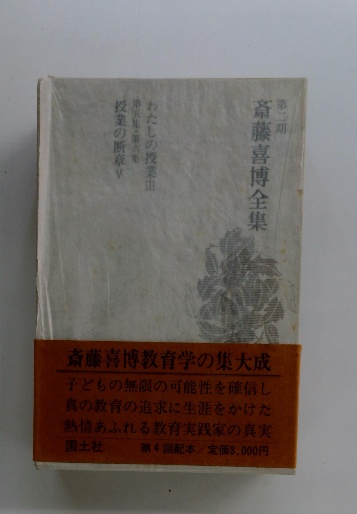 第二期
斎藤喜博全集
わたしの授業III
第五集・第六集
授業の断章V
斎藤喜博教育学の集大成
子どもの無限の可能性を確信し
真の教育の追求に生涯をかけた
熱情あふれる教育実践家の真実
国土社 第4回配本/定価3,000円